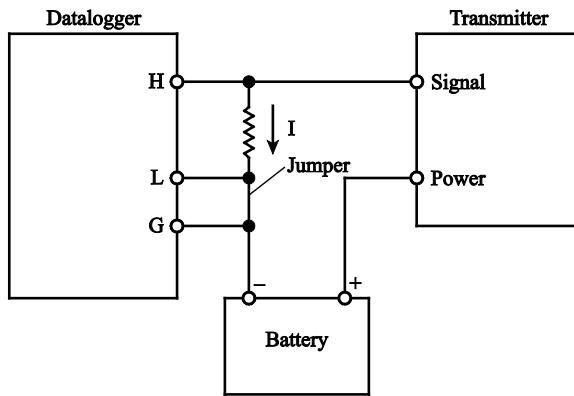 Datalogger
Transmitter
H
Signal
I
Jumper
L
Power
G
− +
Battery